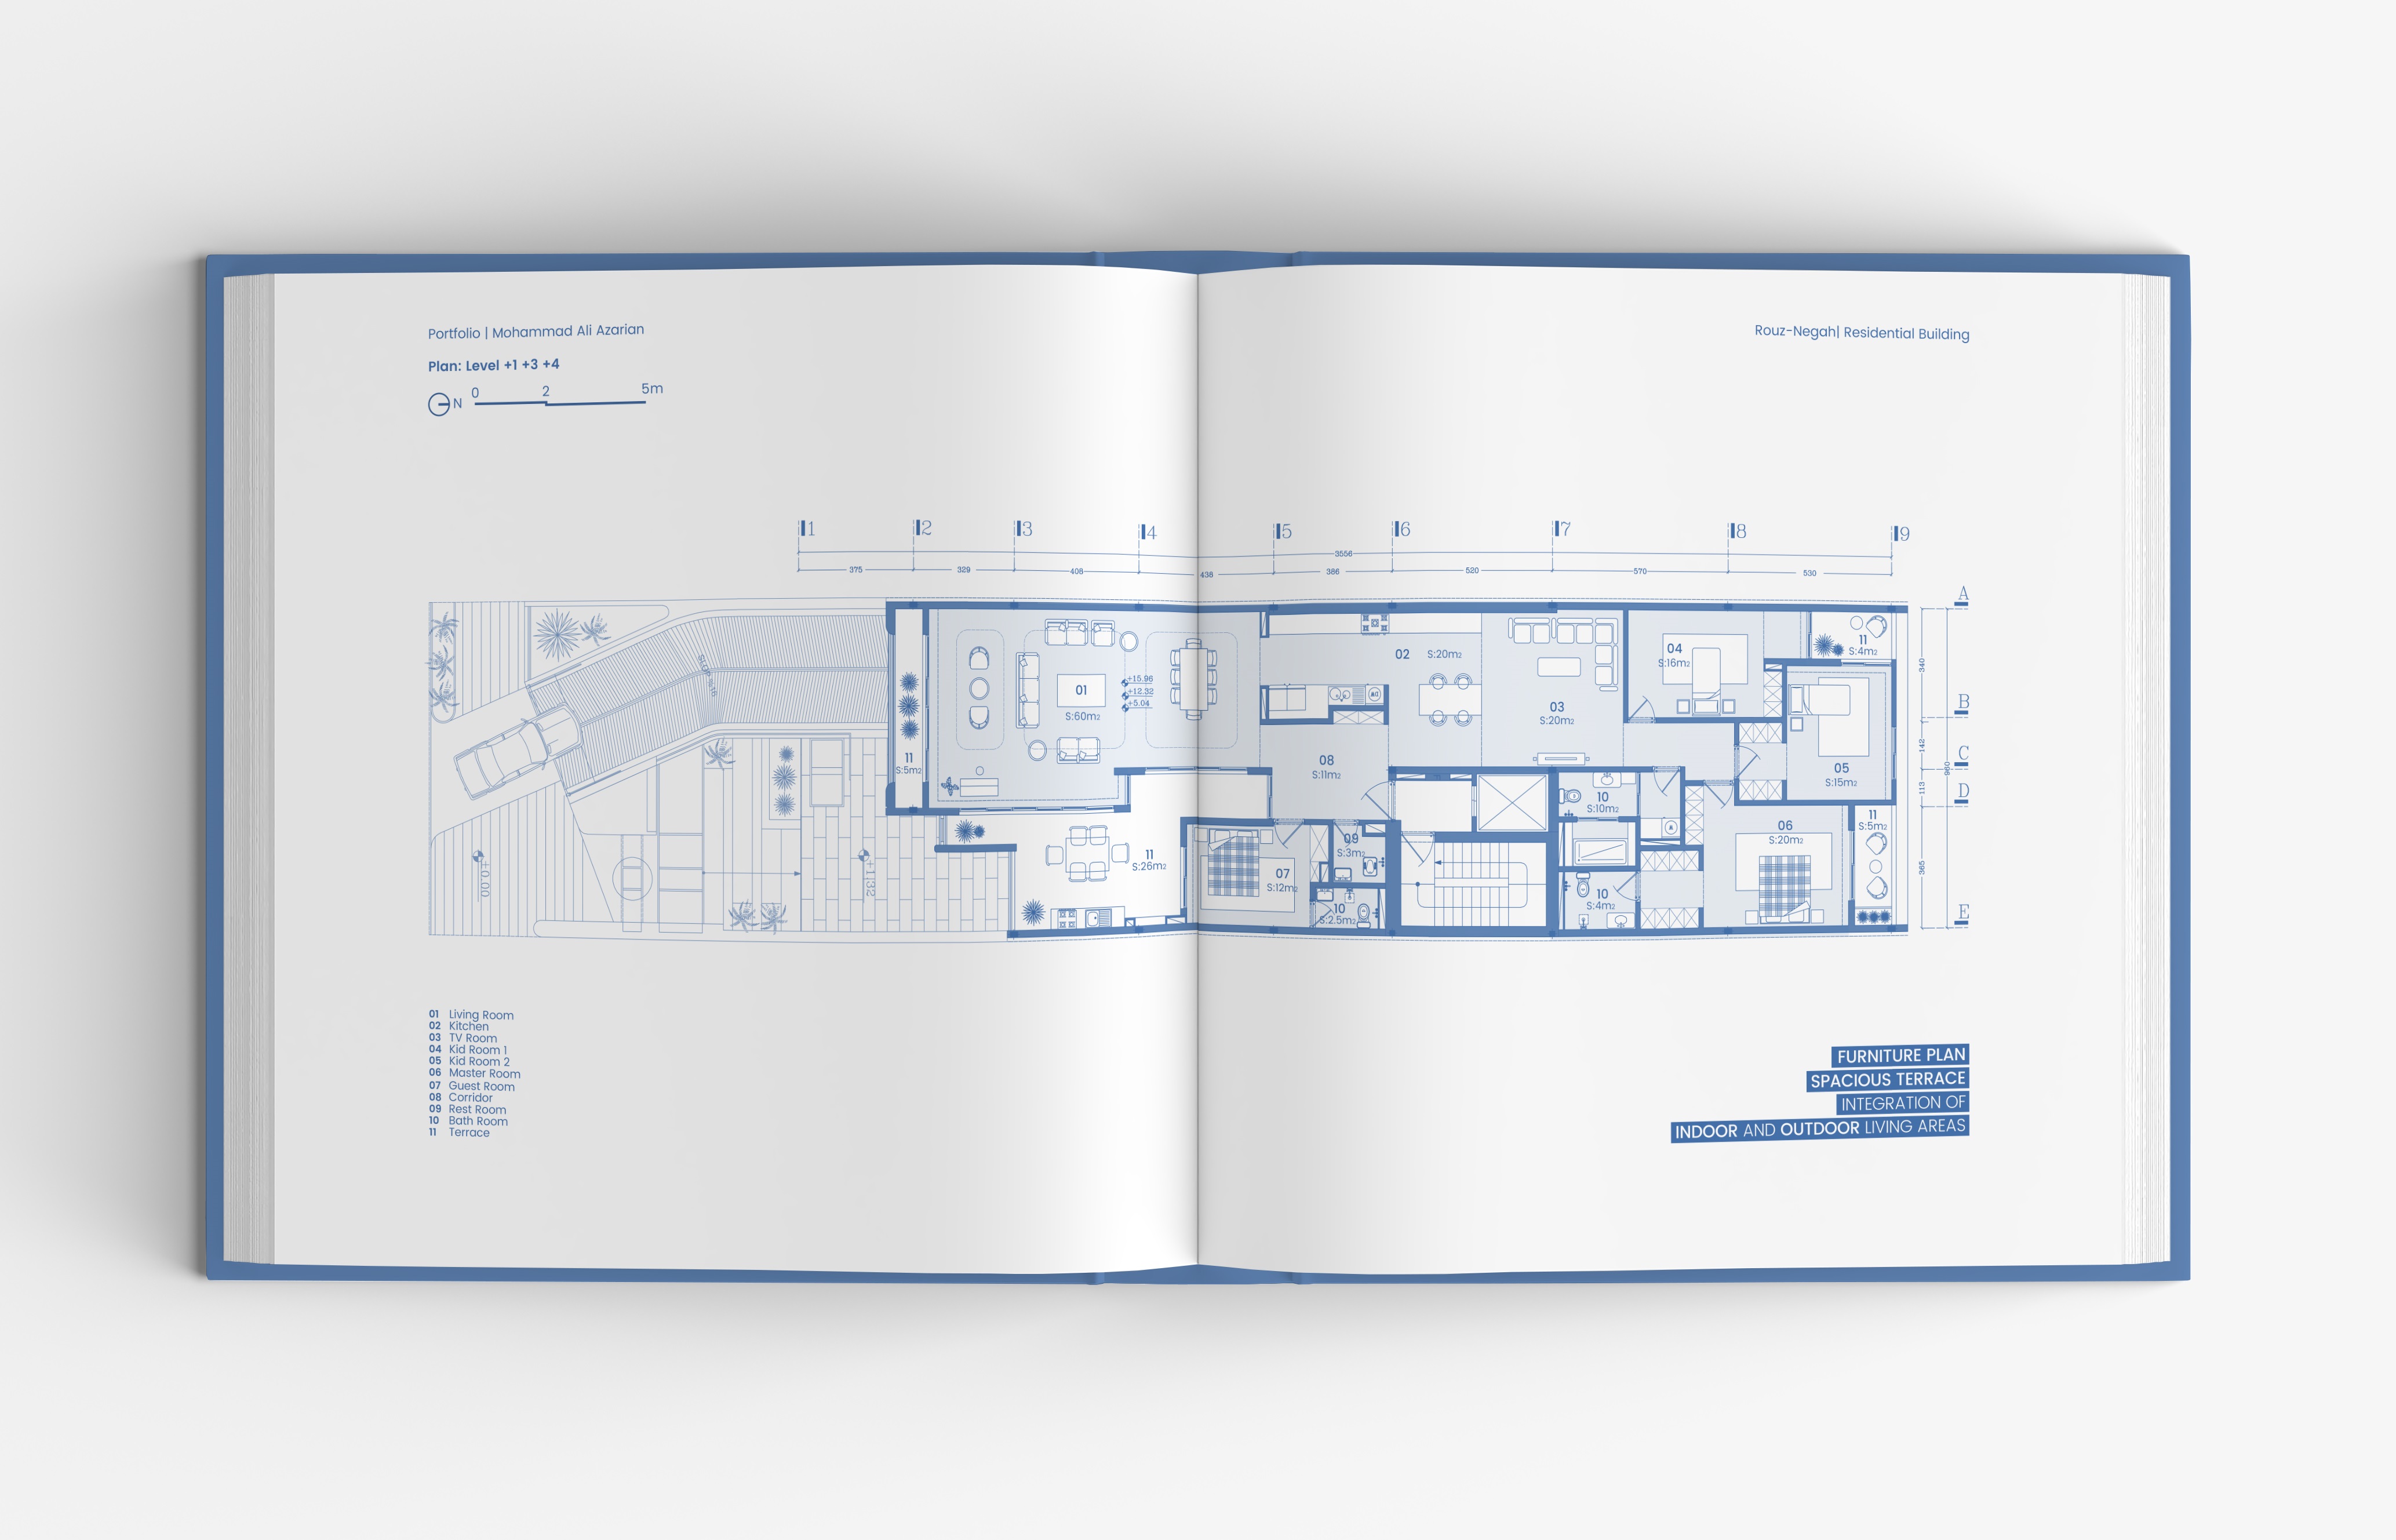 Portfolio | Mohammad Ali Azarian
Rouz-Negah| Residential Building
Plan: Level +1 +3 +4
N 0 2 5m
1 2 3 4 5 6 7 8 9
3556
375 329 408 438 386 520 570 530
A
B
C
D
E
340
142
113
365
960
+0.00
+1.32
11
S:5m2
01
S:60m2
+15.96
+12.32
+5.04
11
S:26m2
02 S:20m2
03
S:20m2
04
S:16m2
11
S:4m2
05
S:15m2
06
S:20m2
11
S:5m2
07
S:12m2
08
S:11m2
09
S:3m2
10
S:2.5m2
10
S:10m2
10
S:4m2
01 Living Room
02 Kitchen
03 TV Room
04 Kid Room 1
05 Kid Room 2
06 Master Room
07 Guest Room
08 Corridor
09 Rest Room
10 Bath Room
11 Terrace
FURNITURE PLAN
SPACIOUS TERRACE
INTEGRATION OF
INDOOR AND OUTDOOR LIVING AREAS